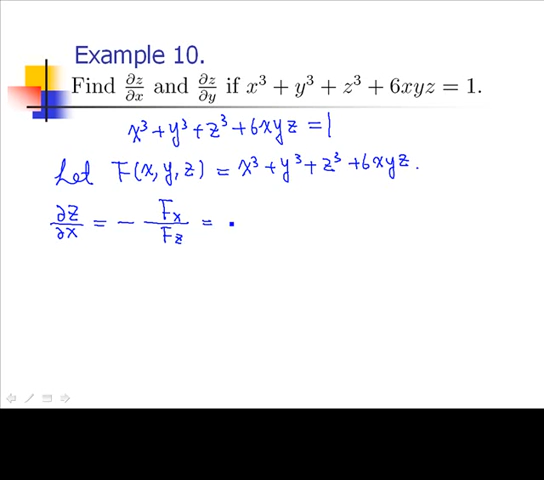 Example 10.
Find ∂z/∂x and ∂z/∂y if x³ + y³ + z³ + 6xyz = 1.
x³ + y³ + z³ + 6xyz = 1
Let F(x, y, z) = x³ + y³ + z³ + 6xyz.
∂z/∂x = - Fₓ/F_z =